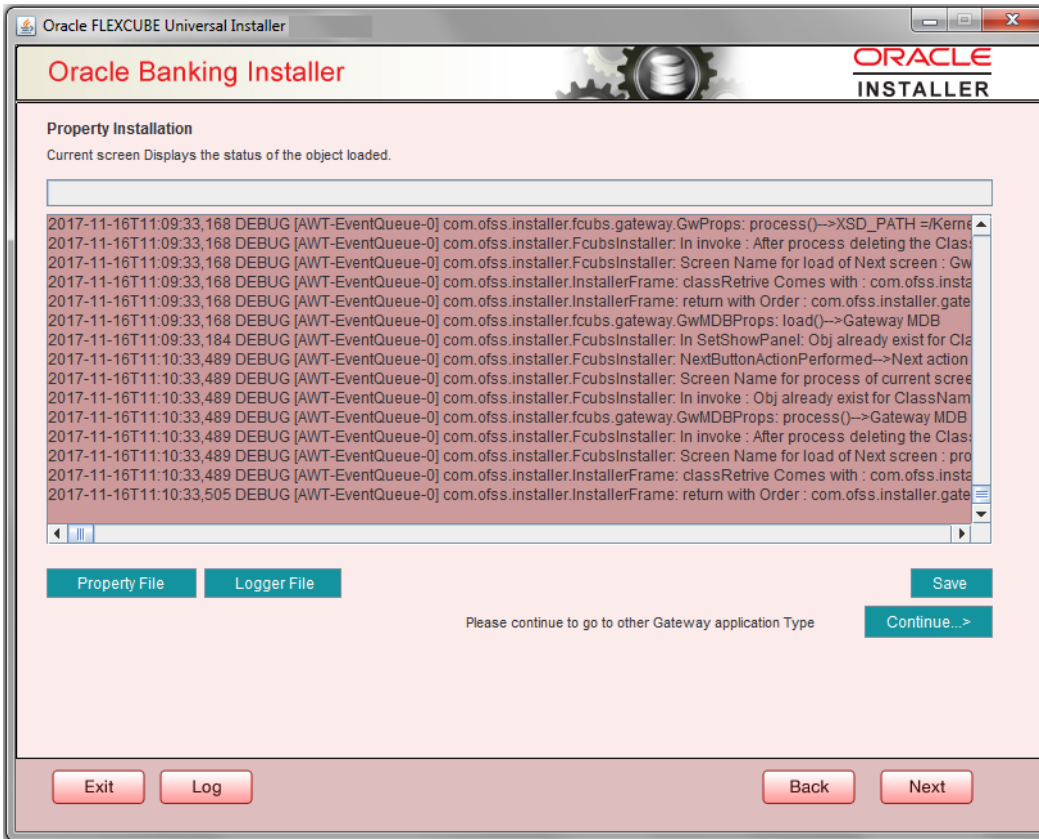 Oracle FLEXCUBE Universal Installer
Oracle Banking Installer
ORACLE
INSTALLER
Property Installation
Current screen Displays the status of the object loaded.
2017-11-16T11:09:33,168 DEBUG [AWT-EventQueue-0] com.ofss.installer.fcubs.gateway.GwProps: process()-->XSD_PATH =/Kerne
2017-11-16T11:09:33,168 DEBUG [AWT-EventQueue-0] com.ofss.installer.FcubsInstaller: In invoke : After process deleting the Clas
2017-11-16T11:09:33,168 DEBUG [AWT-EventQueue-0] com.ofss.installer.FcubsInstaller: Screen Name for load of Next screen : Gw
2017-11-16T11:09:33,168 DEBUG [AWT-EventQueue-0] com.ofss.installer.InstallerFrame: classRetrive Comes with : com.ofss.insta
2017-11-16T11:09:33,168 DEBUG [AWT-EventQueue-0] com.ofss.installer.InstallerFrame: return with Order : com.ofss.installer.gate
2017-11-16T11:09:33,168 DEBUG [AWT-EventQueue-0] com.ofss.installer.fcubs.gateway.GwMDBProps: load()-->Gateway MDB
2017-11-16T11:09:33,184 DEBUG [AWT-EventQueue-0] com.ofss.installer.FcubsInstaller: In SetShowPanel: Obj already exist for Cla
2017-11-16T11:10:33,489 DEBUG [AWT-EventQueue-0] com.ofss.installer.FcubsInstaller: NextButtonActionPerformed-->Next action
2017-11-16T11:10:33,489 DEBUG [AWT-EventQueue-0] com.ofss.installer.FcubsInstaller: Screen Name for process of current scree
2017-11-16T11:10:33,489 DEBUG [AWT-EventQueue-0] com.ofss.installer.FcubsInstaller: In invoke : Obj already exist for ClassNam
2017-11-16T11:10:33,489 DEBUG [AWT-EventQueue-0] com.ofss.installer.fcubs.gateway.GwMDBProps: process()-->Gateway MDB
2017-11-16T11:10:33,489 DEBUG [AWT-EventQueue-0] com.ofss.installer.FcubsInstaller: In invoke : After process deleting the Clas
2017-11-16T11:10:33,489 DEBUG [AWT-EventQueue-0] com.ofss.installer.FcubsInstaller: Screen Name for load of Next screen : pro
2017-11-16T11:10:33,489 DEBUG [AWT-EventQueue-0] com.ofss.installer.InstallerFrame: classRetrive Comes with : com.ofss.insta
2017-11-16T11:10:33,505 DEBUG [AWT-EventQueue-0] com.ofss.installer.InstallerFrame: return with Order : com.ofss.installer.gate
Property File Logger File Save
Please continue to go to other Gateway application Type Continue...>
Exit Log Back Next